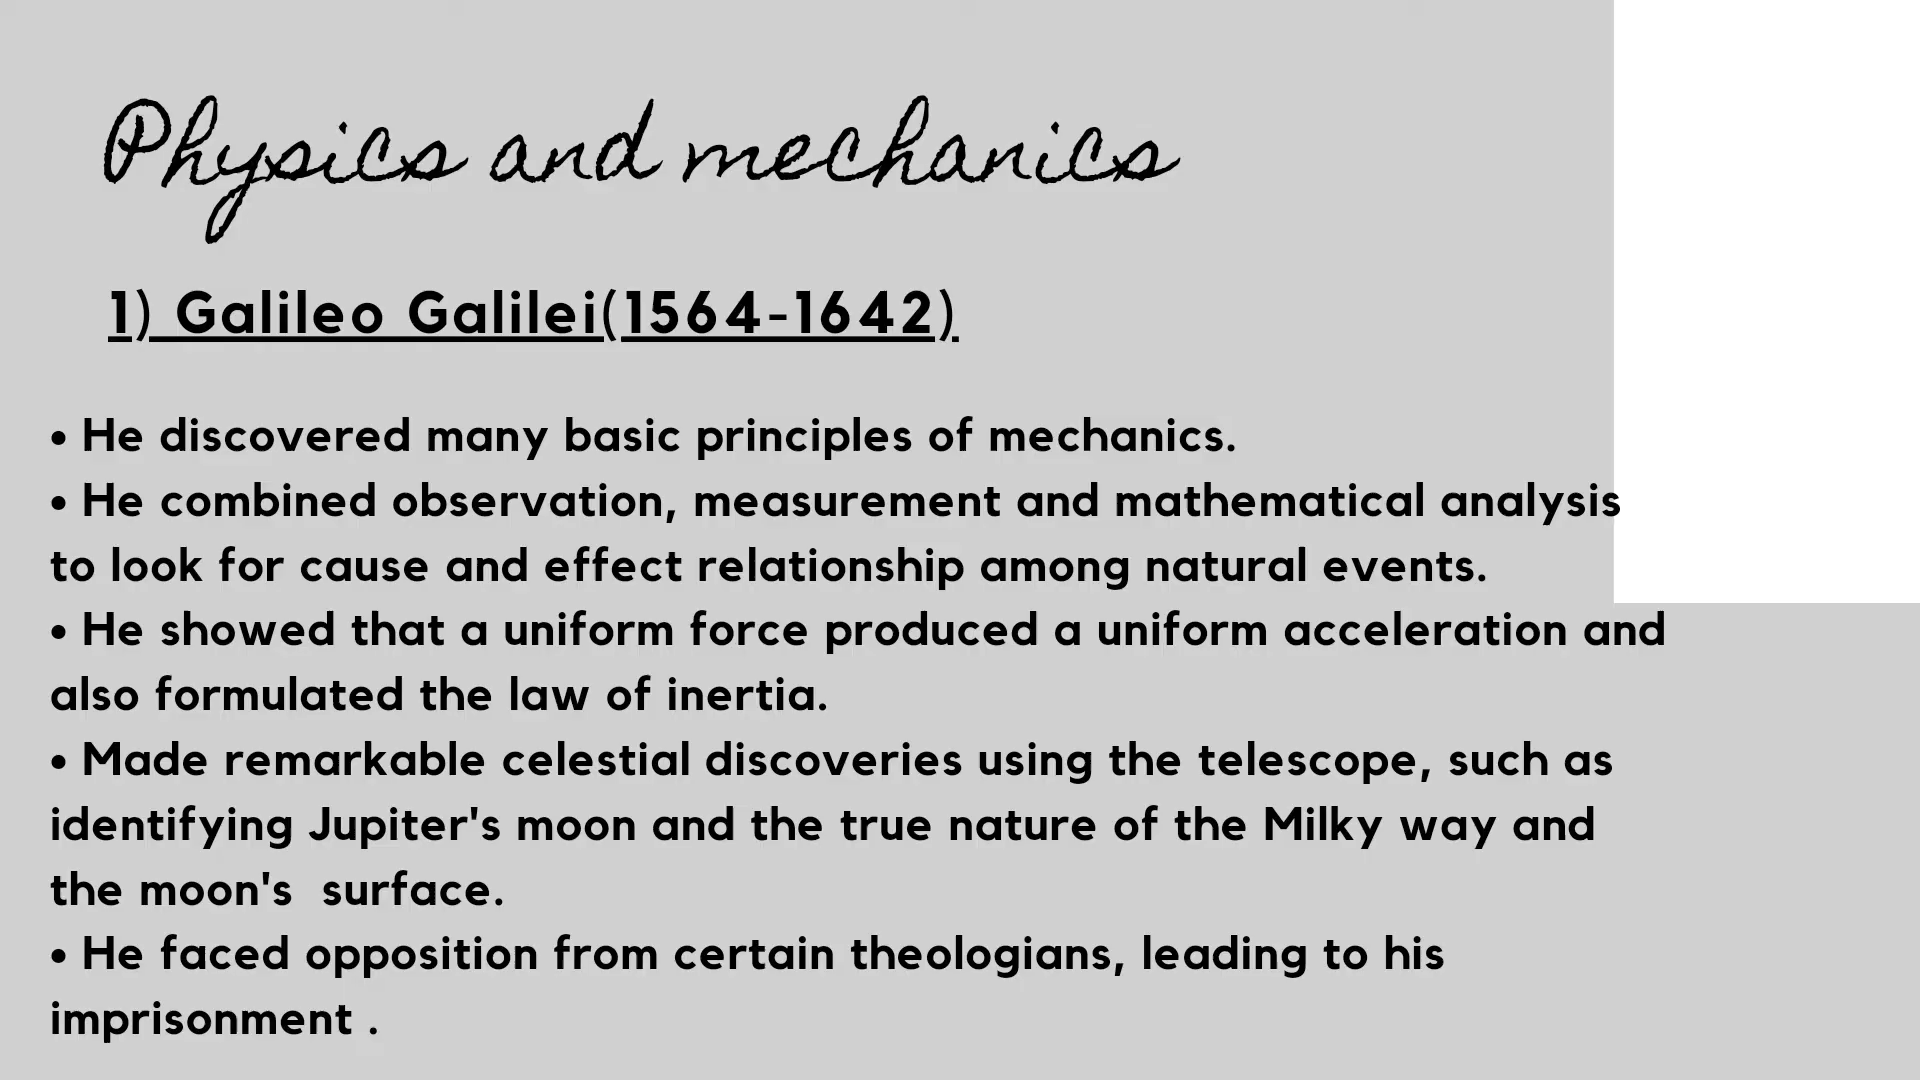 Physics and mechanics
1) Galileo Galilei(1564-1642)
• He discovered many basic principles of mechanics.
• He combined observation, measurement and mathematical analysis
to look for cause and effect relationship among natural events.
• He showed that a uniform force produced a uniform acceleration and
also formulated the law of inertia.
• Made remarkable celestial discoveries using the telescope, such as
identifying Jupiter's moon and the true nature of the Milky way and
the moon's  surface.
• He faced opposition from certain theologians, leading to his
imprisonment .